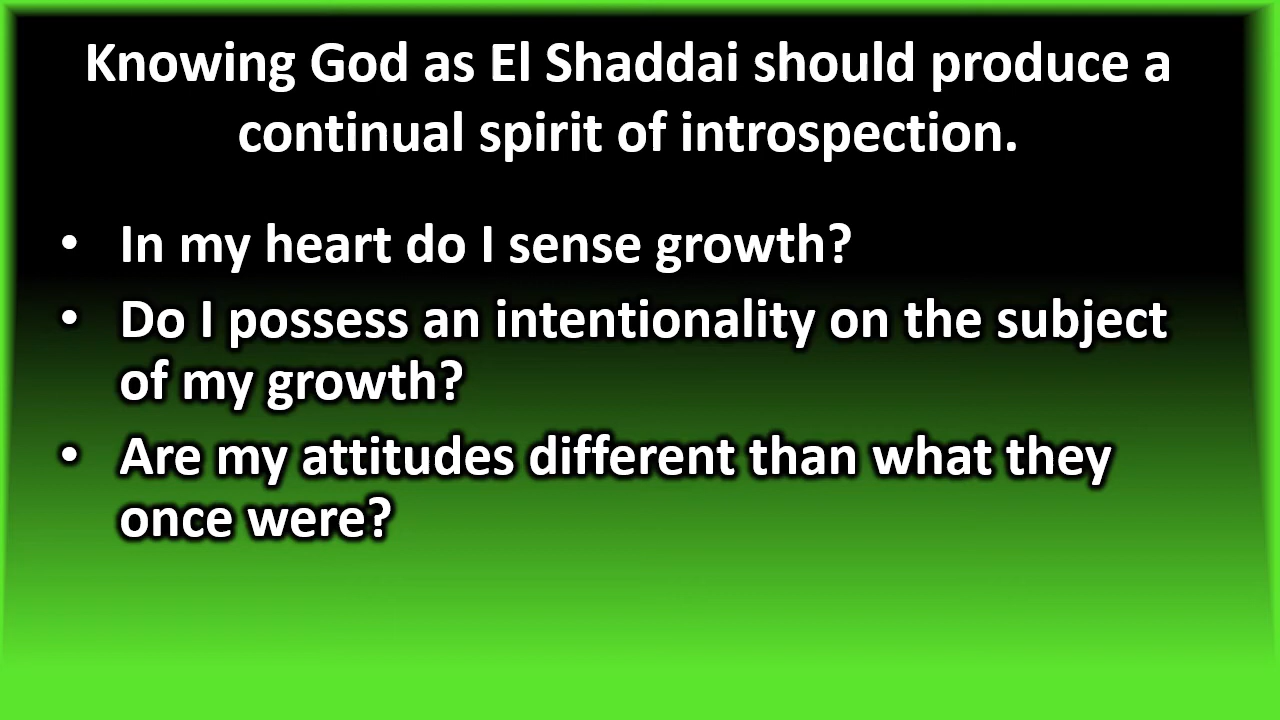 Knowing God as El Shaddai should produce a
continual spirit of introspection.
• In my heart do I sense growth?
• Do I possess an intentionality on the subject
of my growth?
• Are my attitudes different than what they
once were?